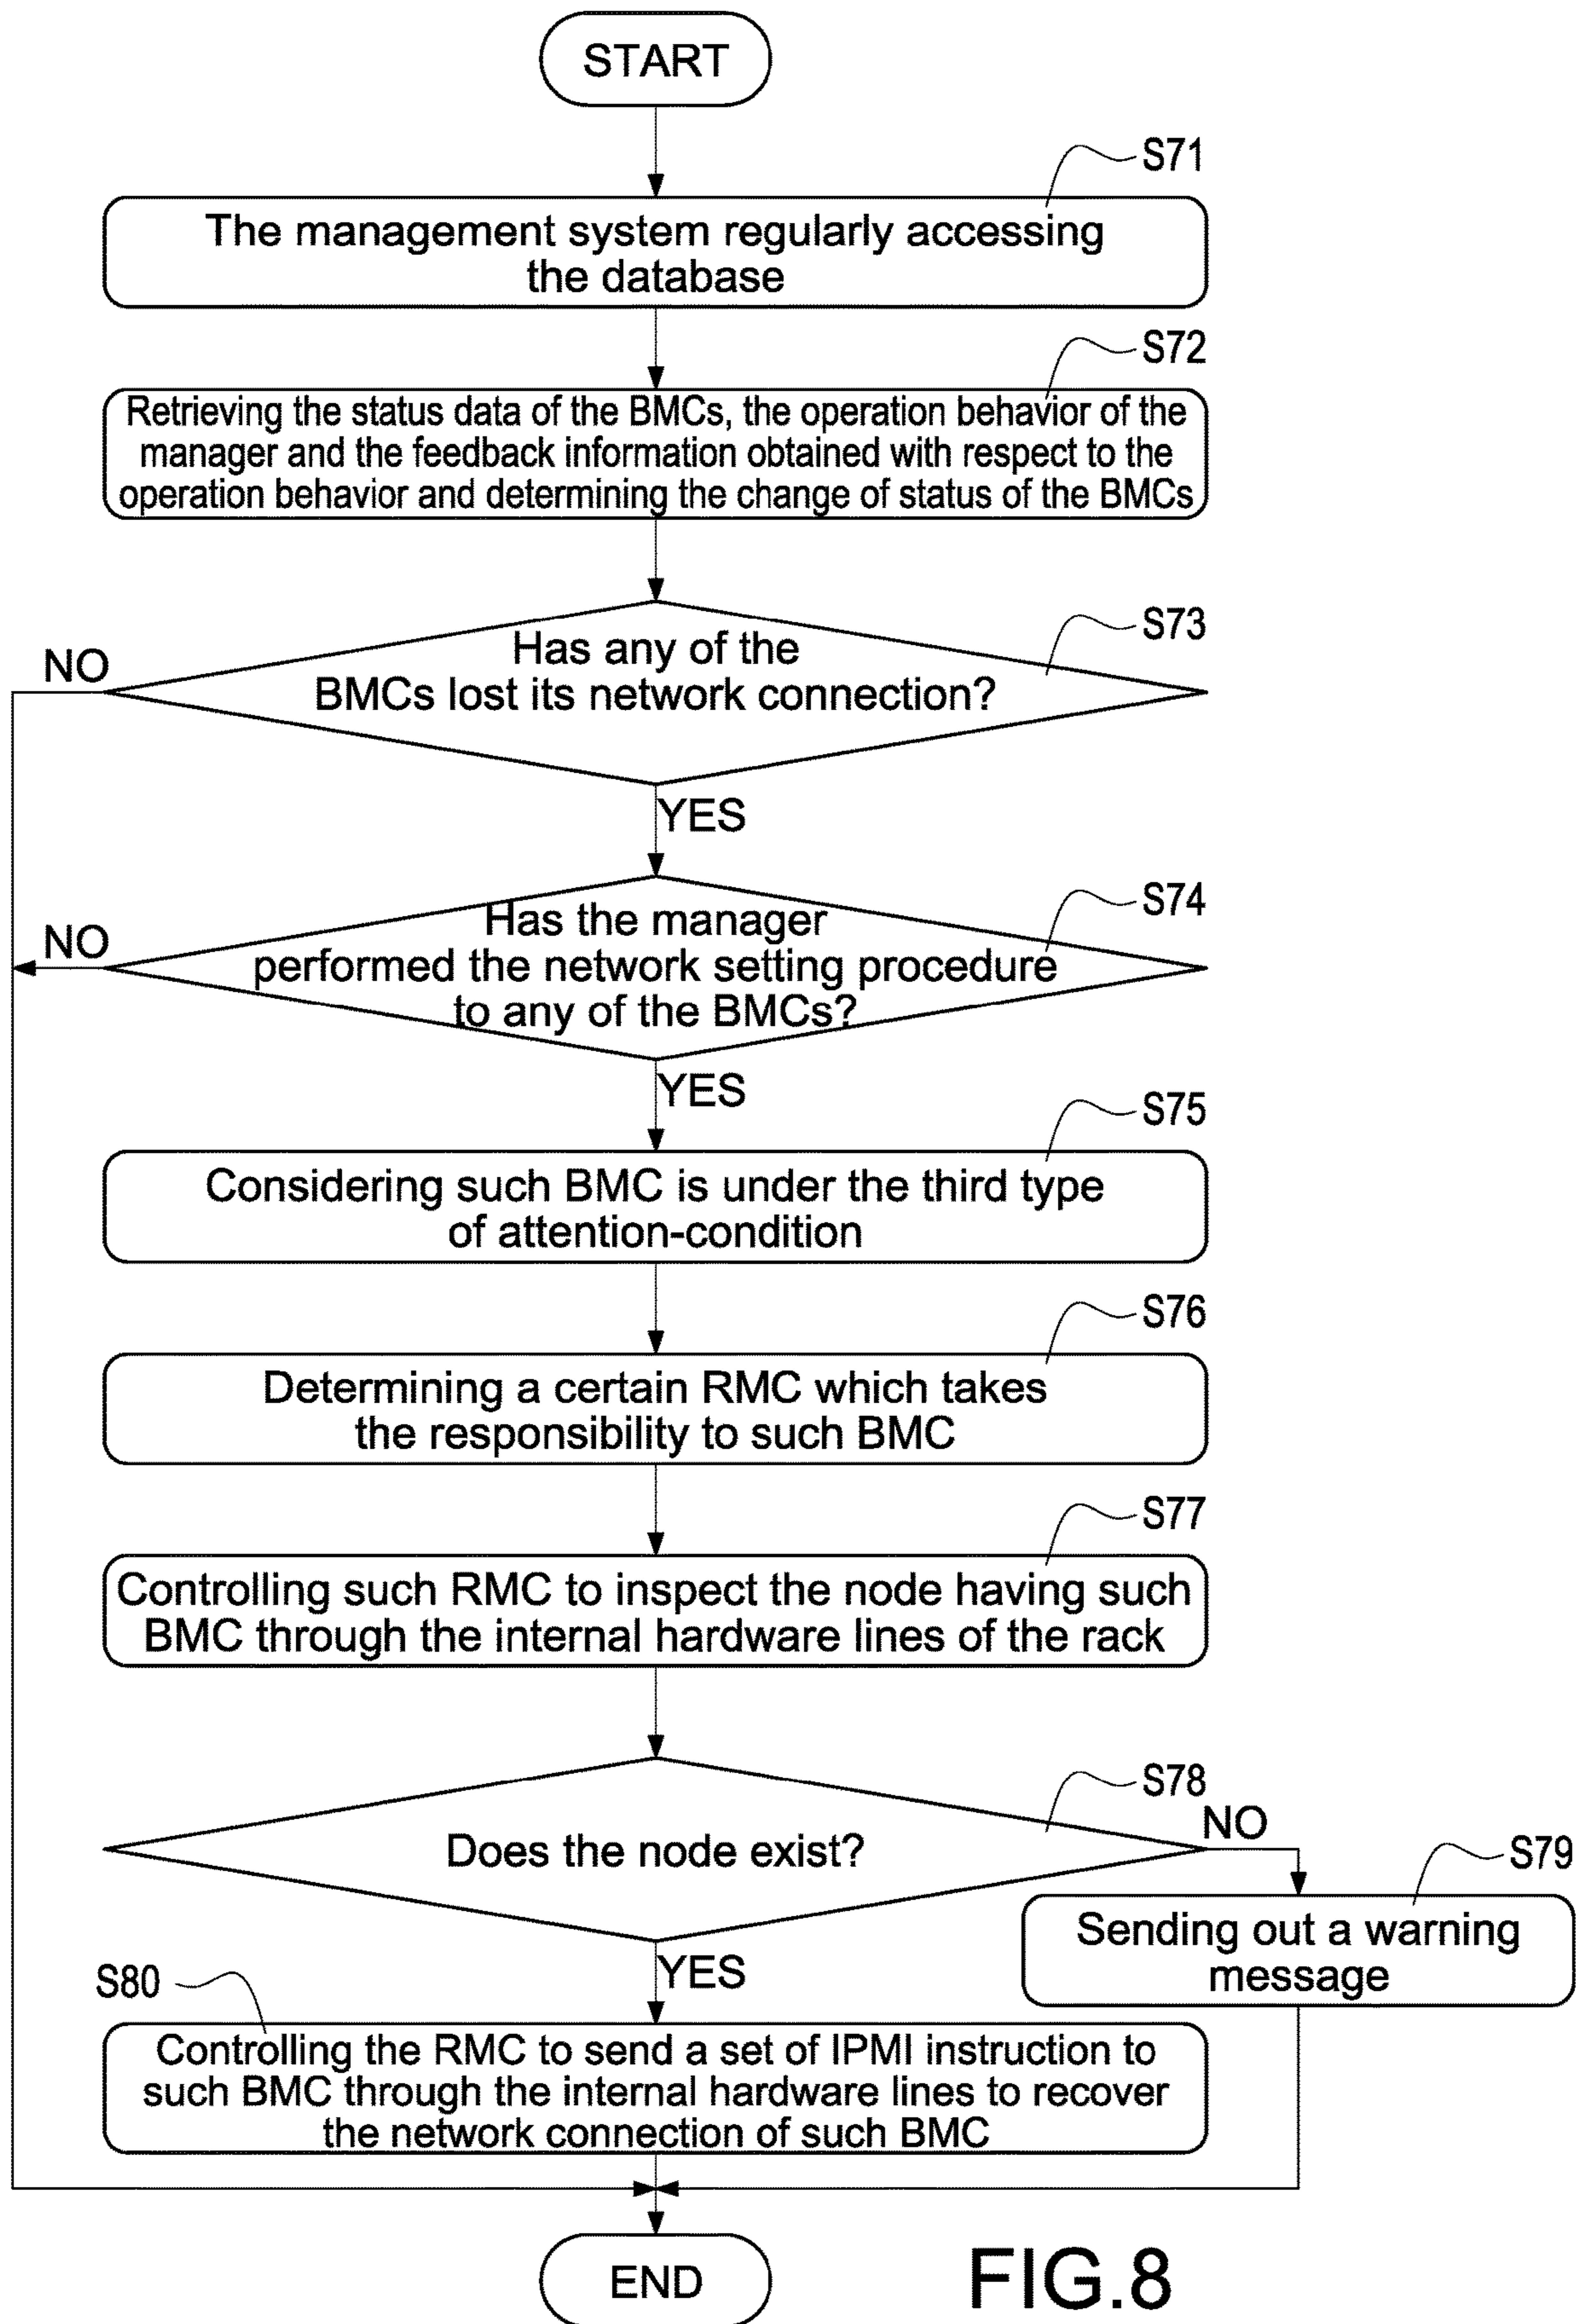 START
S71
The management system regularly accessing
the database
S72
Retrieving the status data of the BMCs, the operation behavior of the
manager and the feedback information obtained with respect to the
operation behavior and determining the change of status of the BMCs
S73
Has any of the
BMCs lost its network connection?
NO
YES
S74
Has the manager
performed the network setting procedure
to any of the BMCs?
NO
YES
S75
Considering such BMC is under the third type
of attention-condition
S76
Determining a certain RMC which takes
the responsibility to such BMC
S77
Controlling such RMC to inspect the node having such
BMC through the internal hardware lines of the rack
S78
Does the node exist?
NO
S79
Sending out a warning
message
YES
S80
Controlling the RMC to send a set of IPMI instruction to
such BMC through the internal hardware lines to recover
the network connection of such BMC
END
FIG.8